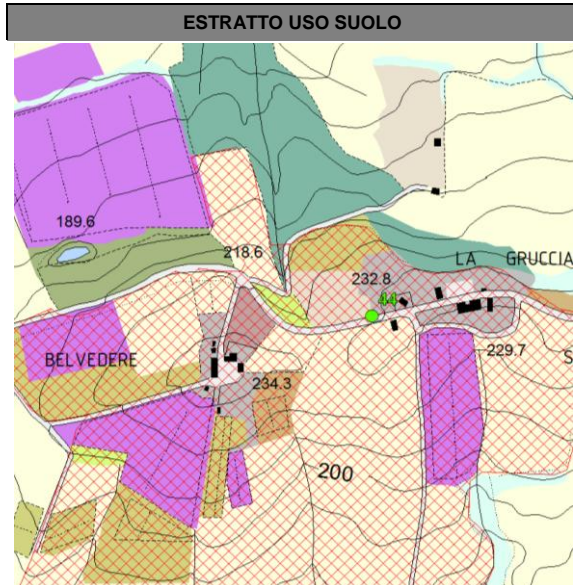 ESTRATTO USO SUOLO
189.6
218.6
LA GRUCCIA
232.8
44
BELVEDERE
229.7
S
234.3
200